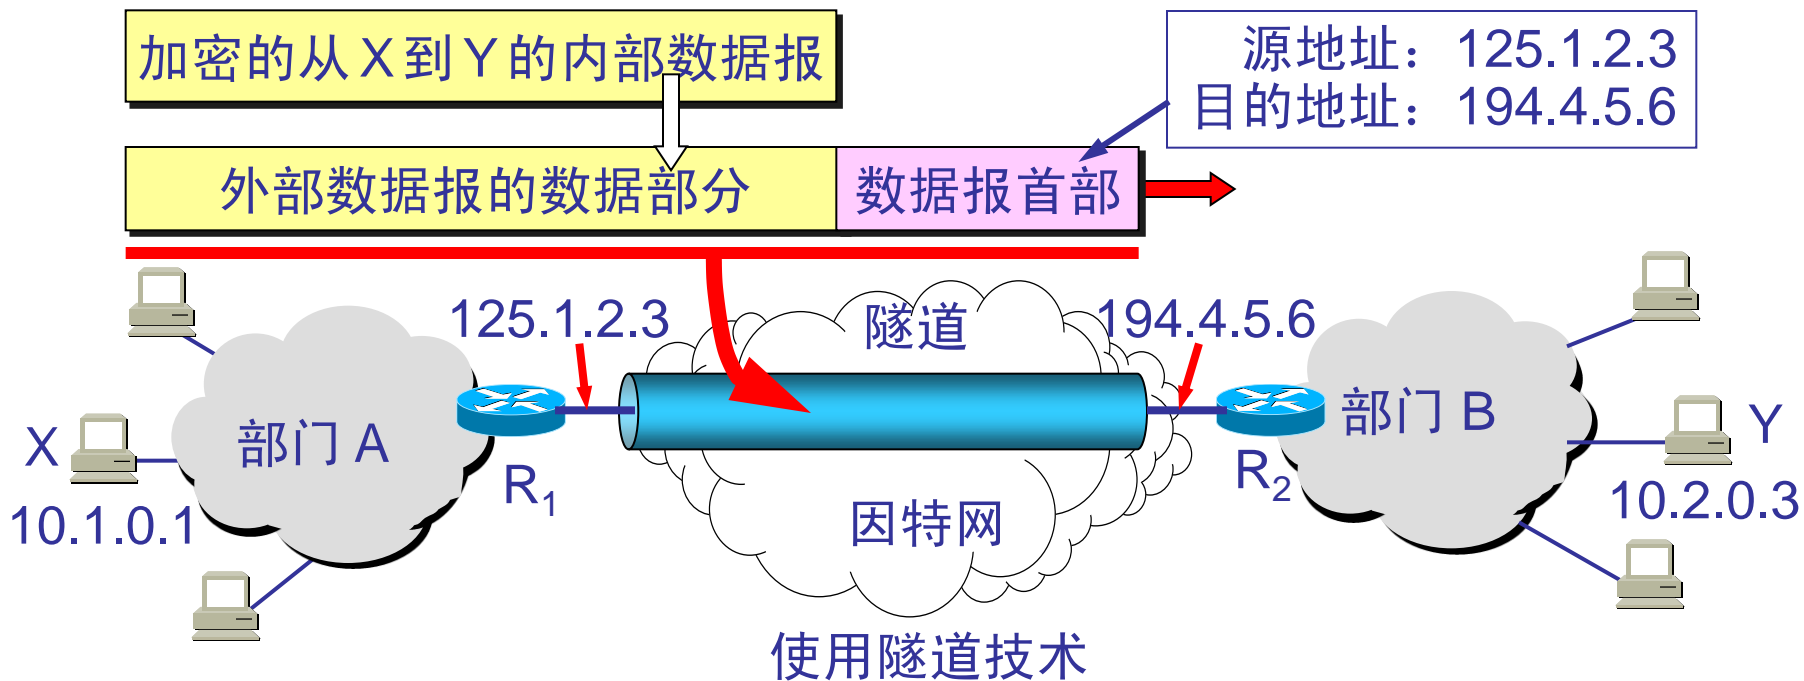 加密的从 X 到 Y 的内部数据报
源地址：125.1.2.3
目的地址：194.4.5.6
外部数据报的数据部分
数据报首部
125.1.2.3
隧道
194.4.5.6
X
部门 A
部门 B
Y
R1
R2
10.1.0.1
因特网
10.2.0.3
使用隧道技术